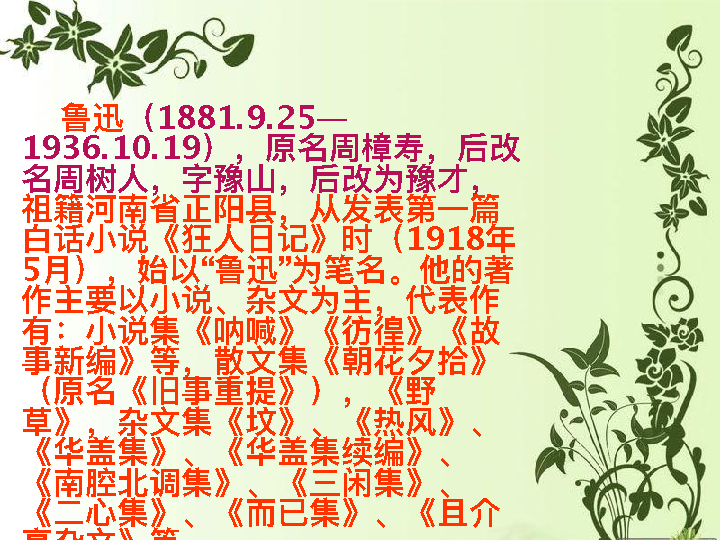 鲁迅（1881.9.25—
1936.10.19），原名周樟寿，后改
名周树人，字豫山，后改为豫才，
祖籍河南省正阳县，从发表第一篇
白话小说《狂人日记》时（1918年
5月），始以“鲁迅”为笔名。他的著
作主要以小说、杂文为主，代表作
有：小说集《呐喊》《彷徨》《故
事新编》等，散文集《朝花夕拾》
（原名《旧事重提》），《野
草》，杂文集《坟》、《热风》、
《华盖集》、《华盖集续编》、
《南腔北调集》、《三闲集》、
《二心集》、《而已集》、《且介
亭杂文》等